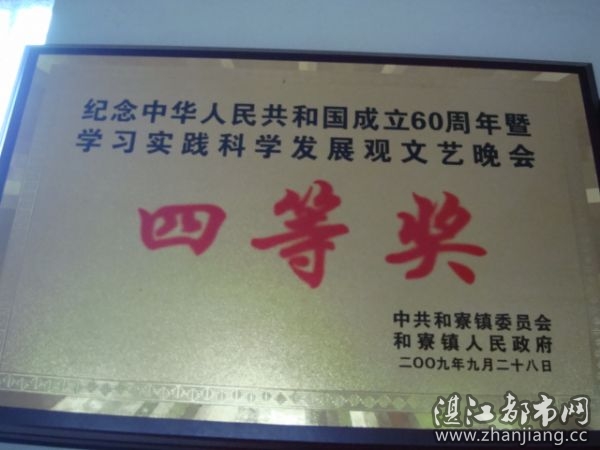 纪念中华人民共和国成立60周年暨
学习实践科学发展观文艺晚会
四等奖
中共和寮镇委员会
和寮镇人民政府
二〇〇九年九月二十八日
湛江都市网
www.zhanjiang.cc